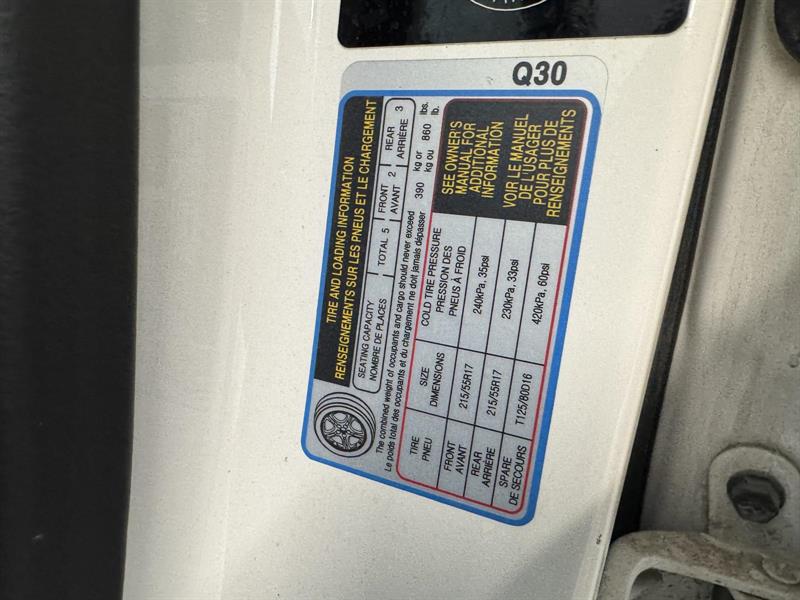 Q30
TIRE AND LOADING INFORMATION
RENSEIGNEMENTS SUR LES PNEUS ET LE CHARGEMENT
SEATING CAPACITY TOTAL 5 FRONT 2 REAR 3
NOMBRE DE PLACES AVANT ARRIÈRE
The combined weight of occupants and cargo should never exceed 390 kg or 860 lbs.
Le poids total des occupants et du chargement ne doit jamais dépasser kg ou lb.
TIRE SIZE COLD TIRE PRESSURE
PNEU DIMENSIONS PRESSION DES
PNEUS À FROID
FRONT 215/55R17 240kPa, 35psi
AVANT
REAR 215/55R17 230kPa, 33psi
ARRIÈRE
SPARE T125/80D16 420kPa, 60psi
DE SECOURS
SEE OWNER'S
MANUAL FOR
ADDITIONAL
INFORMATION
VOIR LE MANUEL
DE L'USAGER
POUR PLUS DE
RENSEIGNEMENTS